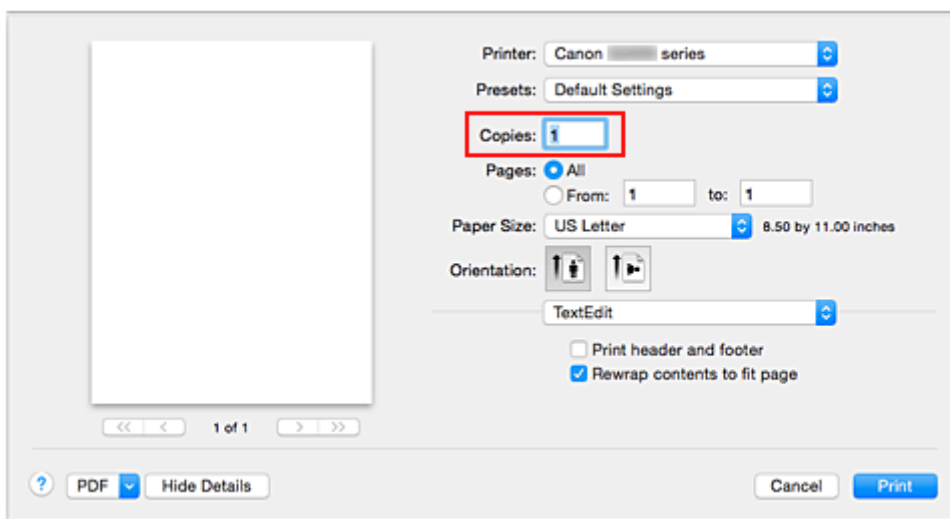 Printer: Canon series
Presets: Default Settings
Copies: 1
Pages: All
From: 1 to: 1
Paper Size: US Letter 8.50 by 11.00 inches
Orientation:
TextEdit
Print header and footer
Rewrap contents to fit page
<< < 1 of 1 > >>
? PDF Hide Details Cancel Print